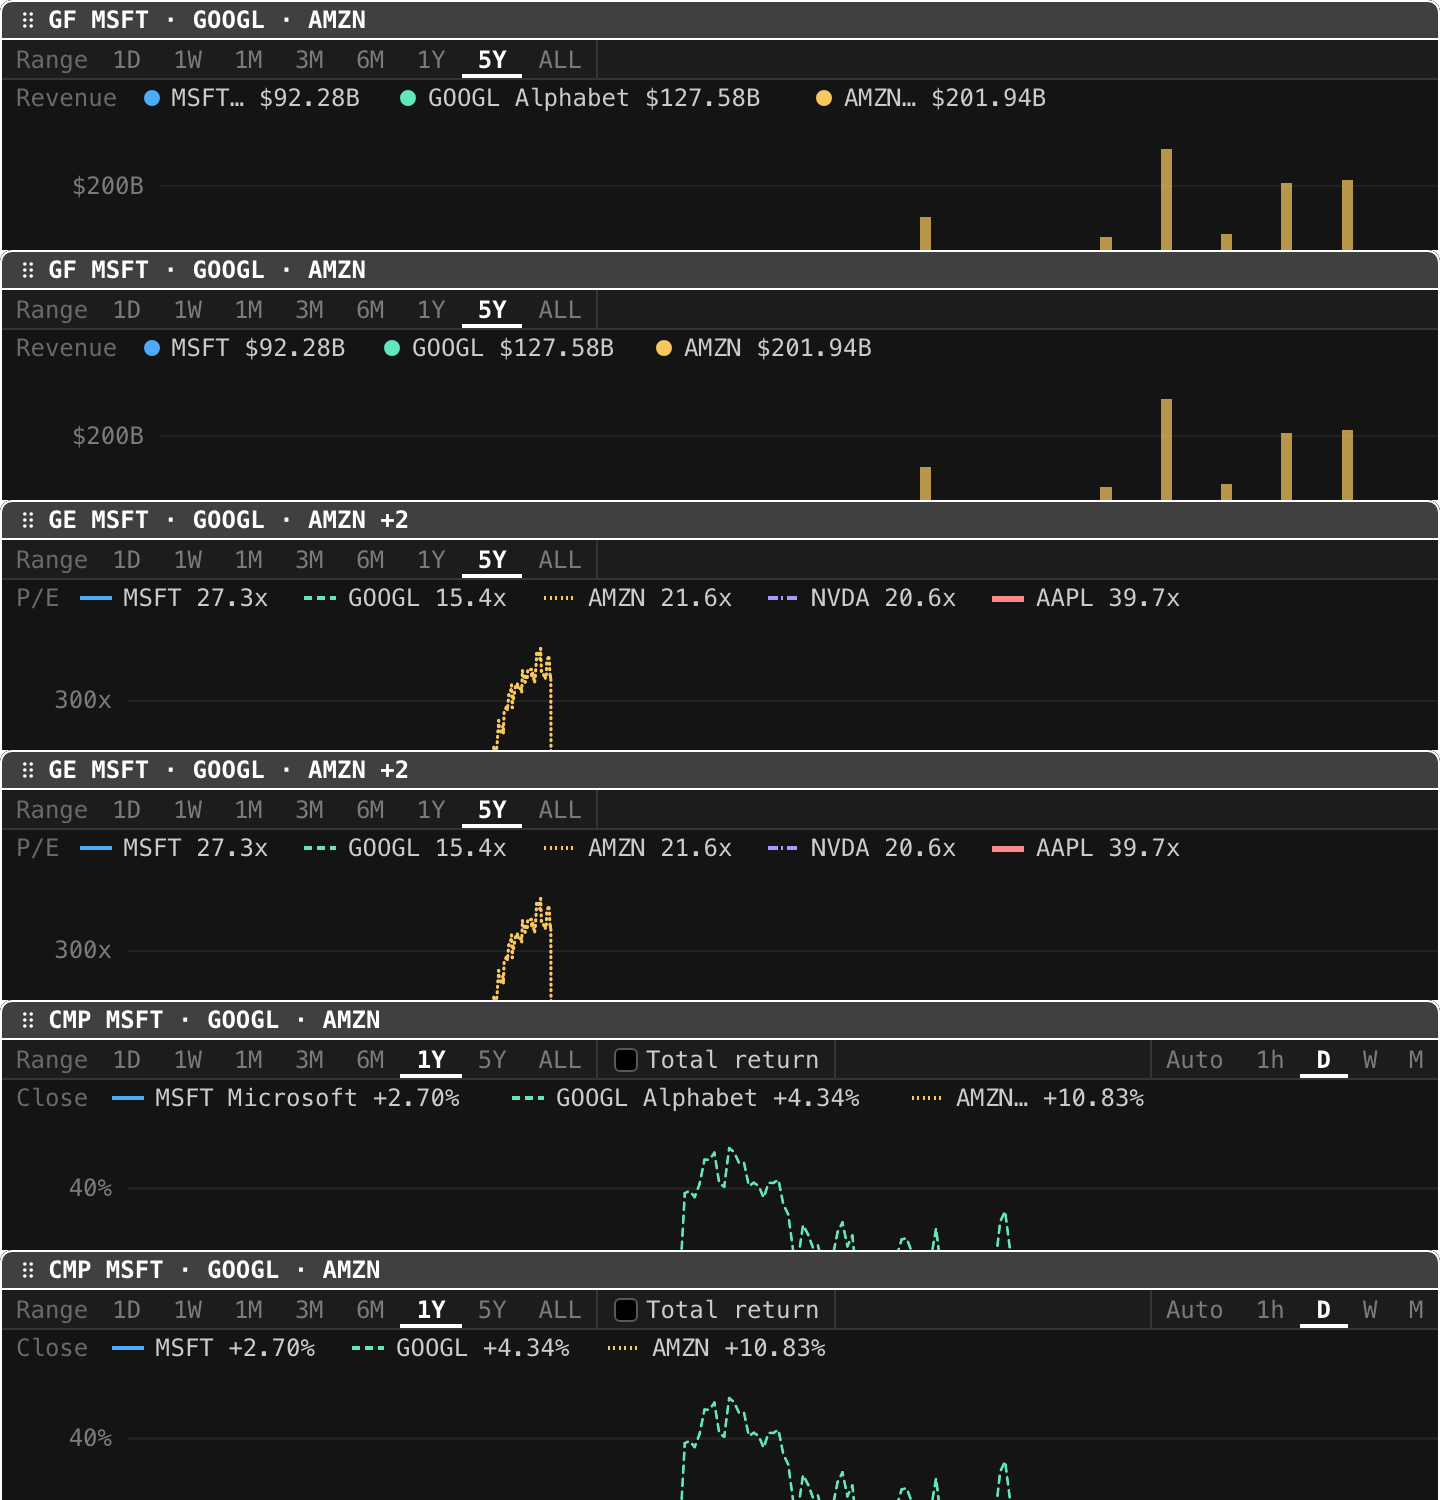 GF MSFT · GOOGL · AMZN
Range 1D 1W 1M 3M 6M 1Y 5Y ALL
Revenue MSFT… $92.28B GOOGL Alphabet $127.58B AMZN… $201.94B
$200B
GF MSFT · GOOGL · AMZN
Range 1D 1W 1M 3M 6M 1Y 5Y ALL
Revenue MSFT $92.28B GOOGL $127.58B AMZN $201.94B
$200B
GE MSFT · GOOGL · AMZN +2
Range 1D 1W 1M 3M 6M 1Y 5Y ALL
P/E MSFT 27.3x GOOGL 15.4x AMZN 21.6x NVDA 20.6x AAPL 39.7x
300x
GE MSFT · GOOGL · AMZN +2
Range 1D 1W 1M 3M 6M 1Y 5Y ALL
P/E MSFT 27.3x GOOGL 15.4x AMZN 21.6x NVDA 20.6x AAPL 39.7x
300x
CMP MSFT · GOOGL · AMZN
Range 1D 1W 1M 3M 6M 1Y 5Y ALL Total return Auto 1h D W M
Close MSFT Microsoft +2.70% GOOGL Alphabet +4.34% AMZN… +10.83%
40%
CMP MSFT · GOOGL · AMZN
Range 1D 1W 1M 3M 6M 1Y 5Y ALL Total return Auto 1h D W M
Close MSFT +2.70% GOOGL +4.34% AMZN +10.83%
40%